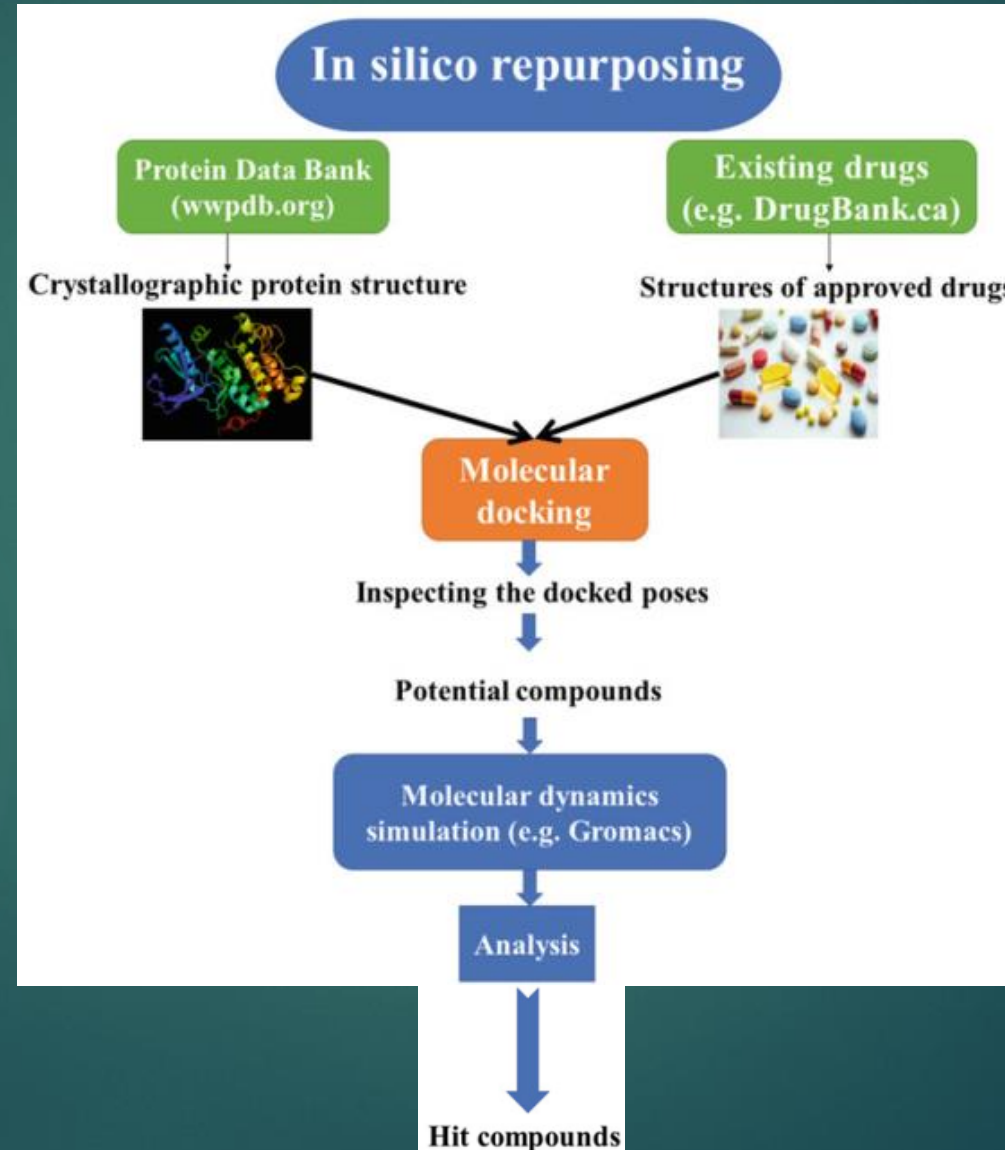 In silico repurposing
Protein Data Bank
(wwpdb.org)
Existing drugs
(e.g. DrugBank.ca)
Crystallographic protein structure
Structures of approved drugs
Molecular
docking
Inspecting the docked poses
Potential compounds
Molecular dynamics
simulation (e.g. Gromacs)
Analysis
Hit compounds